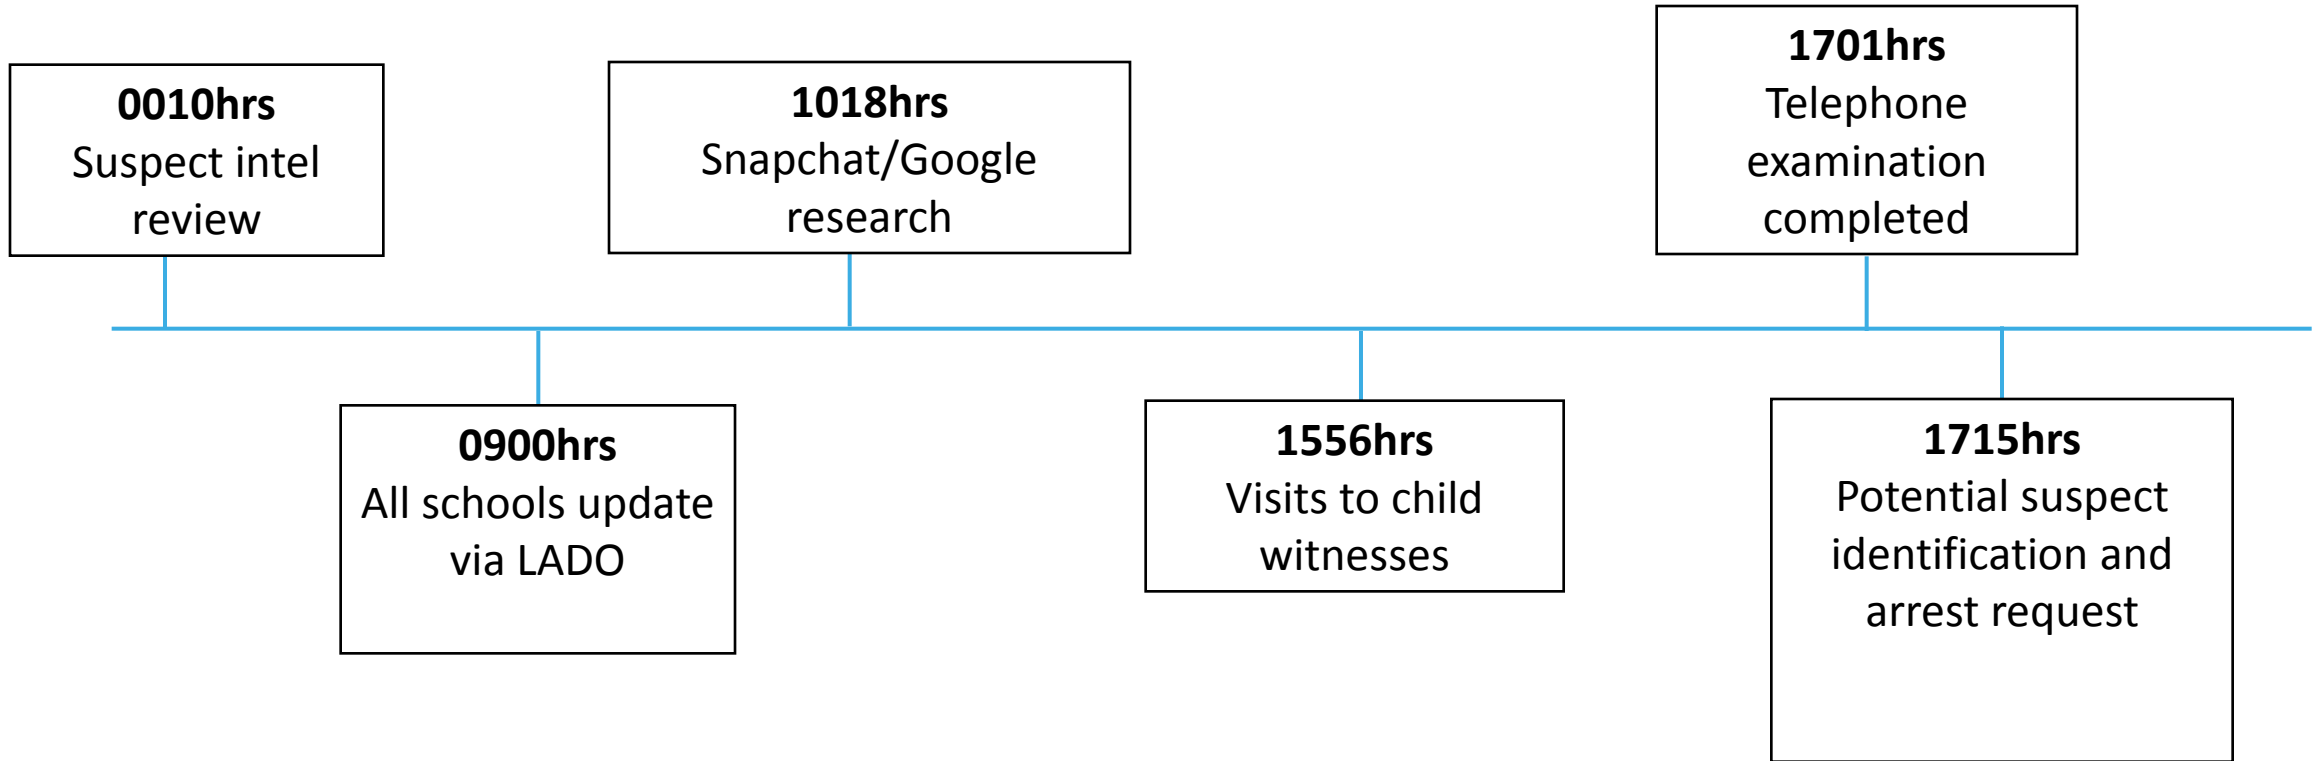 0010hrs
Suspect intel
review
0900hrs
All schools update
via LADO
1018hrs
Snapchat/Google
research
1556hrs
Visits to child
witnesses
1701hrs
Telephone
examination
completed
1715hrs
Potential suspect
identification and
arrest request